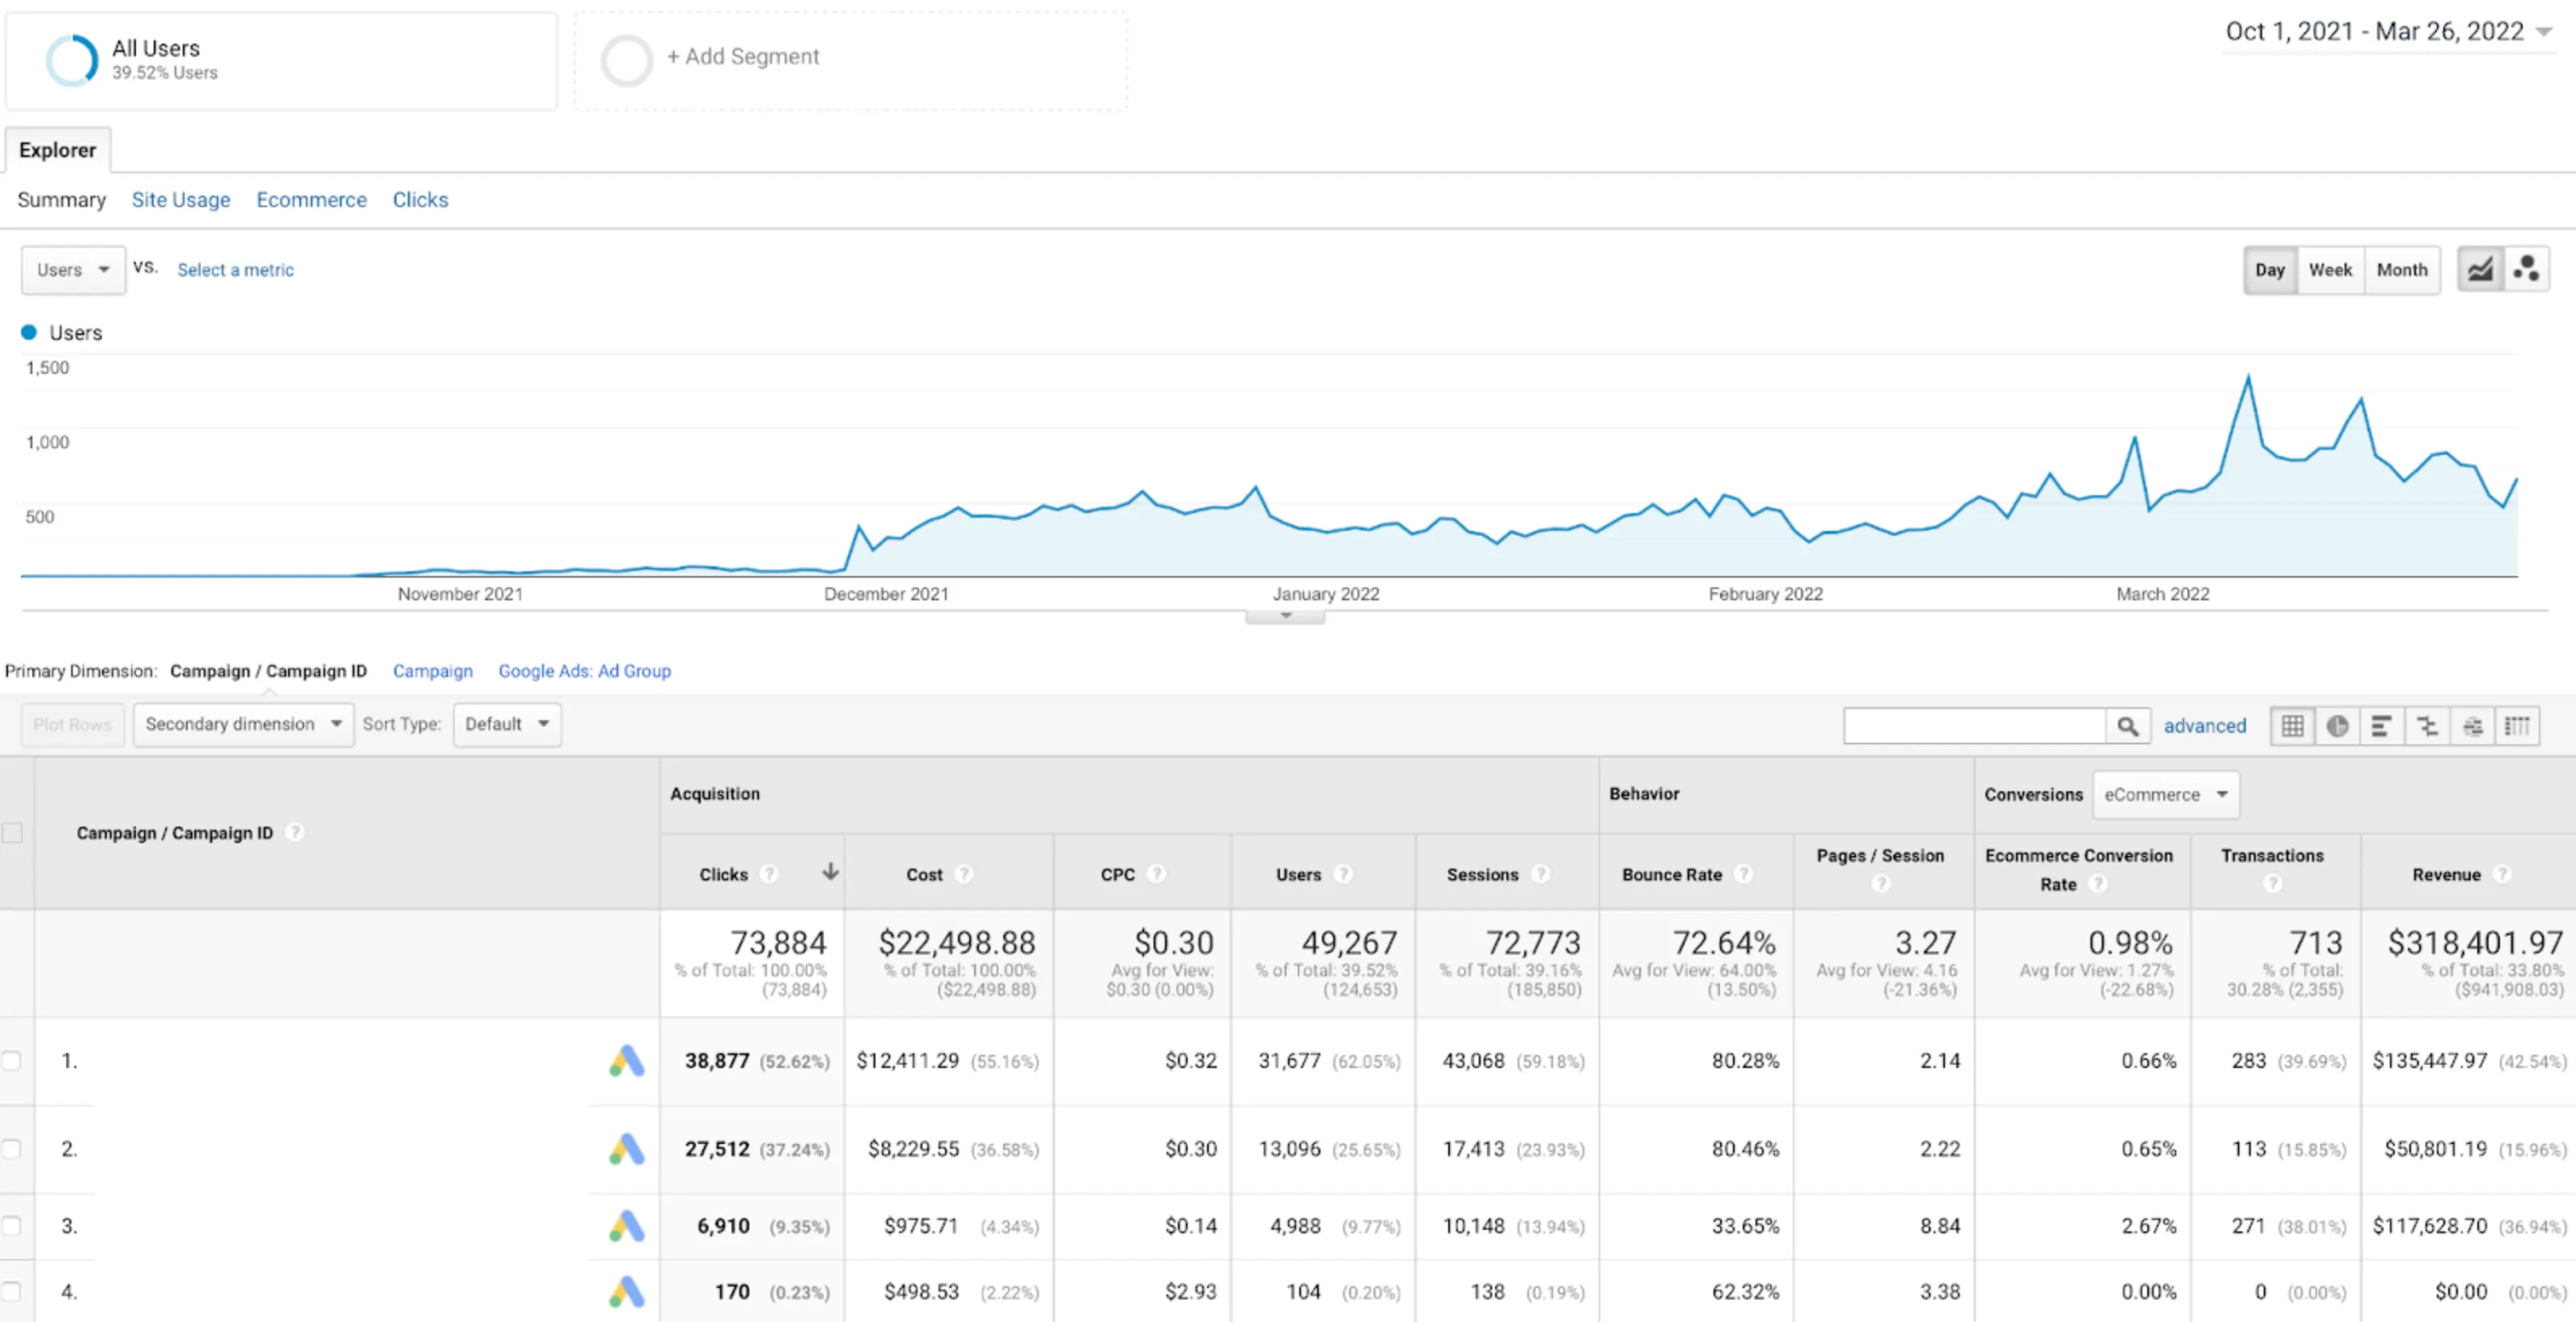 All Users
39.52% Users
+ Add Segment
Oct 1, 2021 - Mar 26, 2022
Explorer
Summary Site Usage Ecommerce Clicks
Users VS. Select a metric
Day Week Month
Users
1,500
1,000
500
November 2021 December 2021 January 2022 February 2022 March 2022
Primary Dimension: Campaign / Campaign ID Campaign Google Ads: Ad Group
Plot Rows Secondary dimension Sort Type: Default advanced
Acquisition Behavior Conversions eCommerce
Campaign / Campaign ID ?
Clicks ? Cost ? CPC ? Users ? Sessions ? Bounce Rate ? Pages / Session ? Ecommerce Conversion Rate ? Transactions ? Revenue ?
73,884 $22,498.88 $0.30 49,267 72,773 72.64% 3.27 0.98% 713 $318,401.97
% of Total: 100.00% % of Total: 100.00% Avg for View: % of Total: 39.52% % of Total: 39.16% Avg for View: 64.00% Avg for View: 4.16 Avg for View: 1.27% % of Total: % of Total: 33.80%
(73,884) ($22,498.88) $0.30 (0.00%) (124,653) (185,850) (13.50%) (-21.36%) (-22.68%) 30.28% (2,355) ($941,908.03)
1. 38,877 (52.62%) $12,411.29 (55.16%) $0.32 31,677 (62.05%) 43,068 (59.18%) 80.28% 2.14 0.66% 283 (39.69%) $135,447.97 (42.54%)
2. 27,512 (37.24%) $8,229.55 (36.58%) $0.30 13,096 (25.65%) 17,413 (23.93%) 80.46% 2.22 0.65% 113 (15.85%) $50,801.19 (15.96%)
3. 6,910 (9.35%) $975.71 (4.34%) $0.14 4,988 (9.77%) 10,148 (13.94%) 33.65% 8.84 2.67% 271 (38.01%) $117,628.70 (36.94%)
4. 170 (0.23%) $498.53 (2.22%) $2.93 104 (0.20%) 138 (0.19%) 62.32% 3.38 0.00% 0 (0.00%) $0.00 (0.00%)